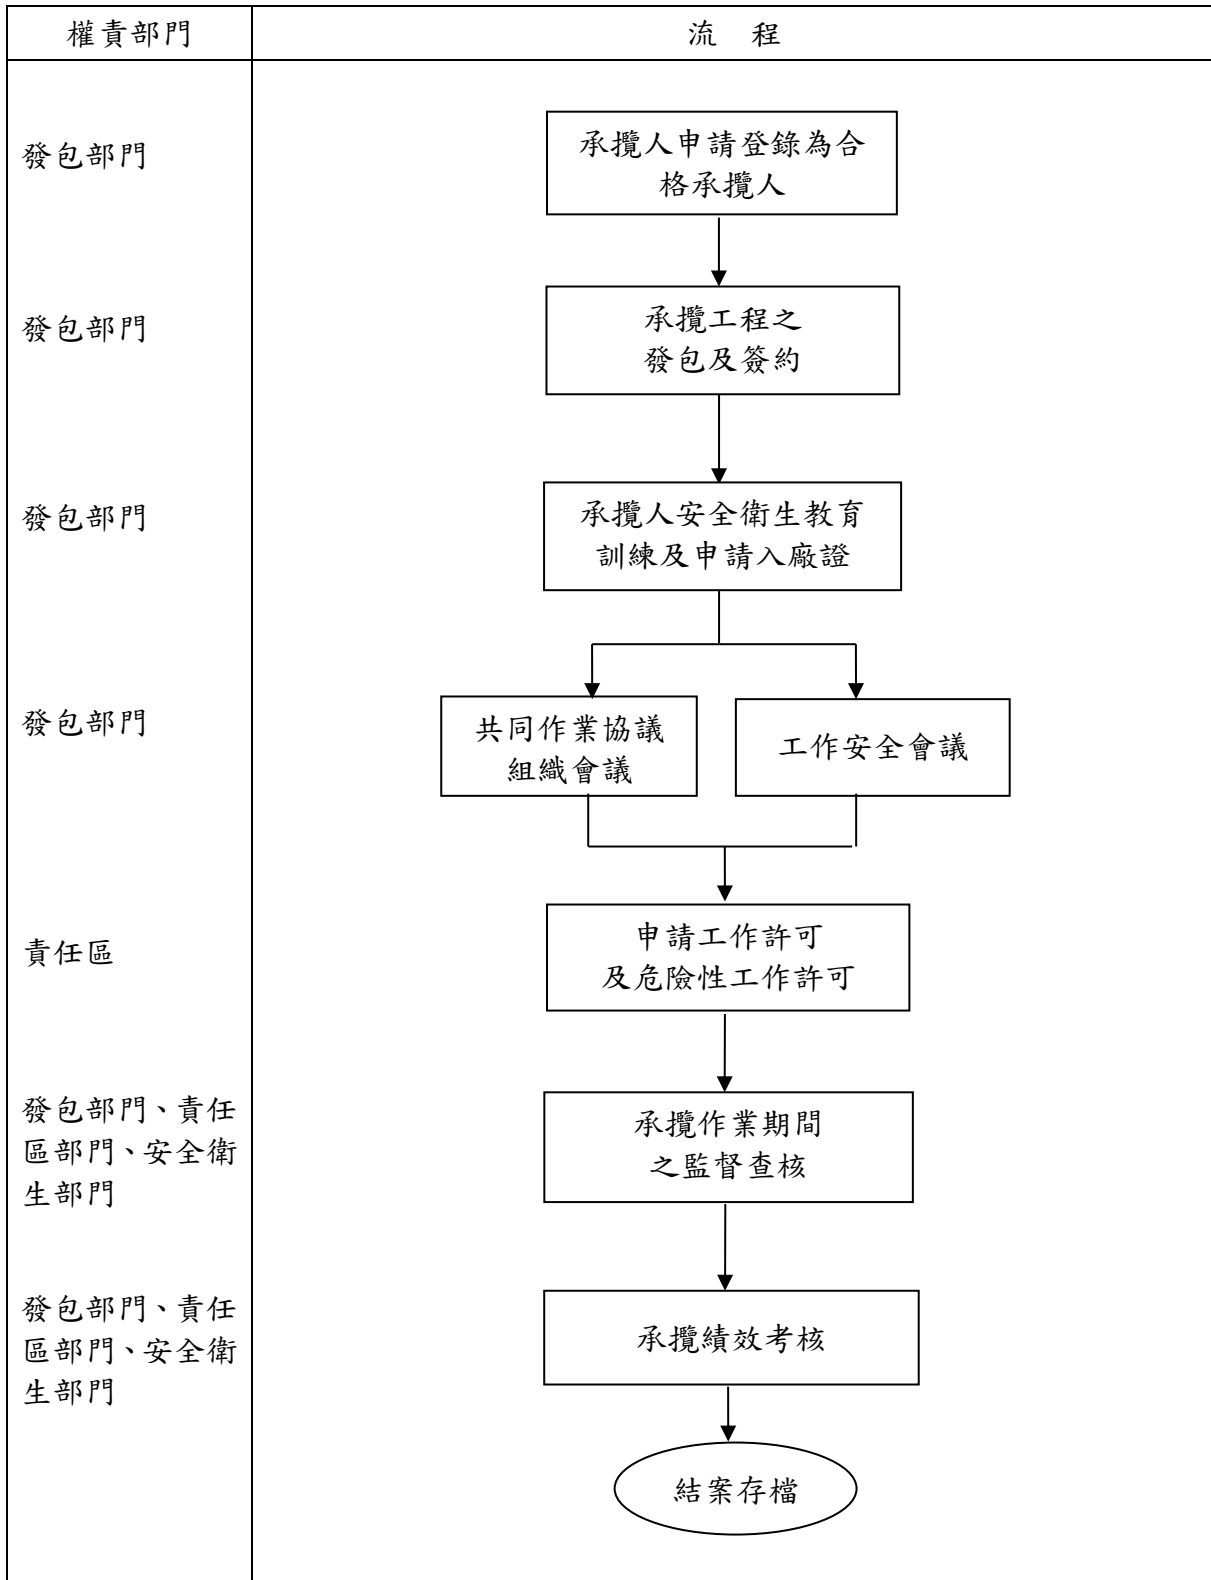 權責部門
流 程
發包部門
承攬人申請登錄為合
格承攬人
發包部門
承攬工程之
發包及簽約
發包部門
承攬人安全衛生教育
訓練及申請入廠證
發包部門
共同作業協議
組織會議
工作安全會議
責任區
申請工作許可
及危險性工作許可
發包部門、責任
區部門、安全衛
生部門
承攬作業期間
之監督查核
發包部門、責任
區部門、安全衛
生部門
承攬績效考核
結案存檔